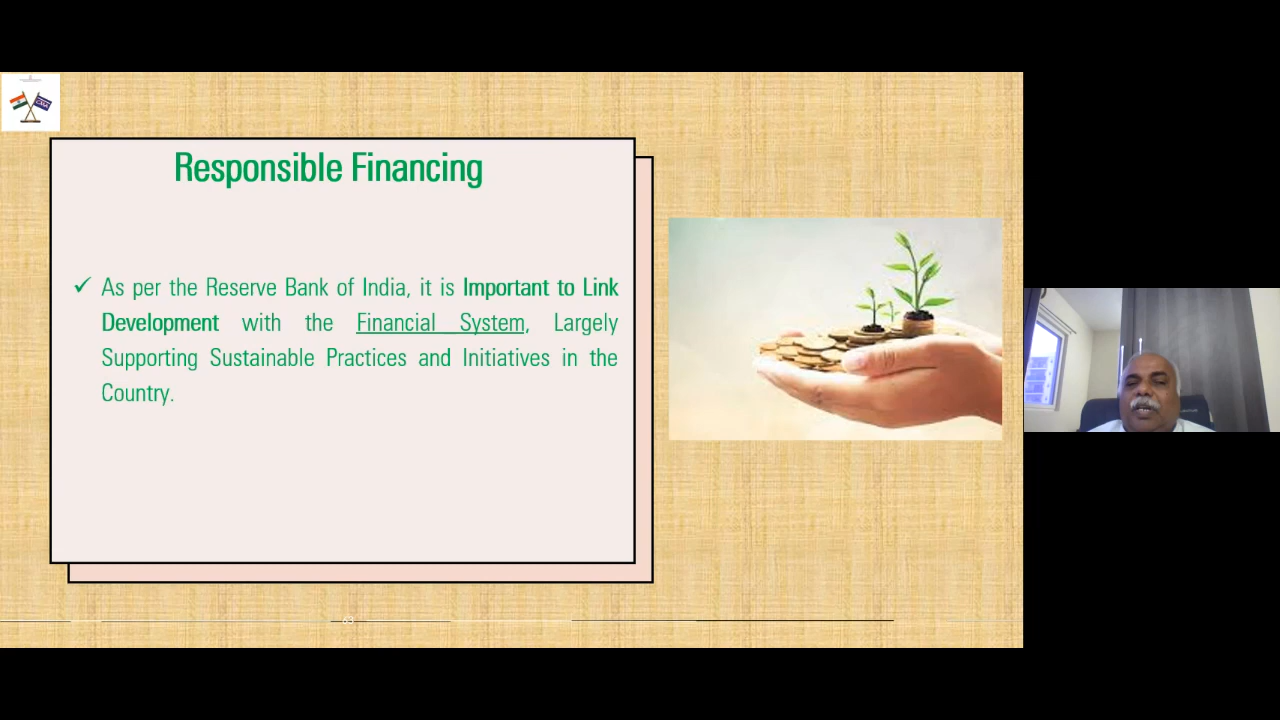 Responsible Financing
✓ As per the Reserve Bank of India, it is Important to Link
Development with the Financial System, Largely
Supporting Sustainable Practices and Initiatives in the
Country.
63